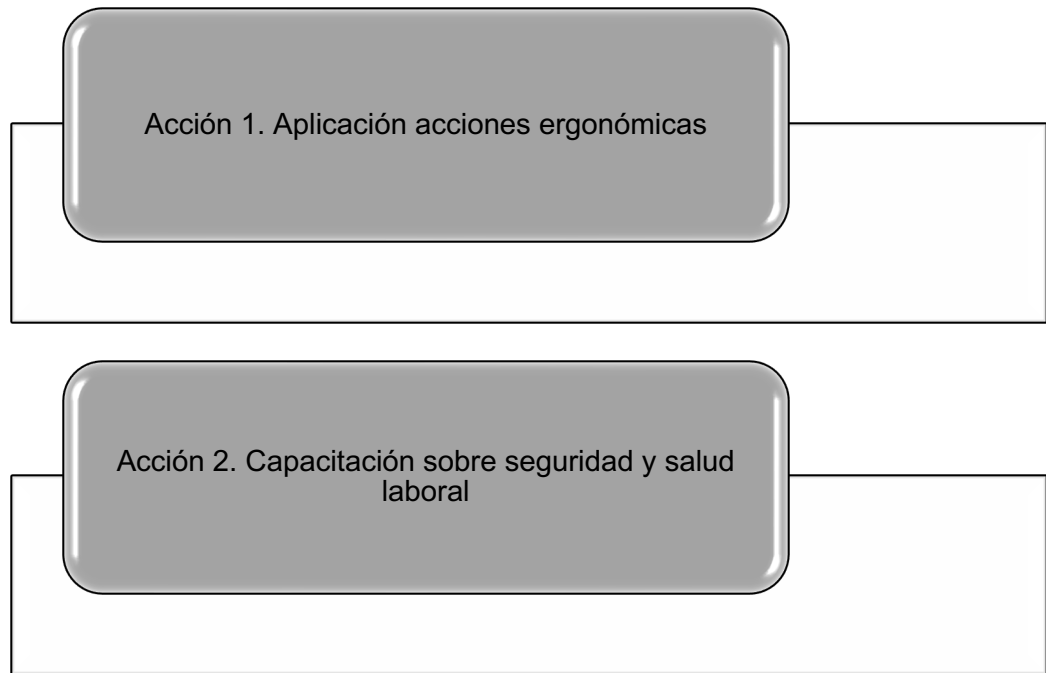 Acción 1. Aplicación acciones ergonómicas
Acción 2. Capacitación sobre seguridad y salud
laboral